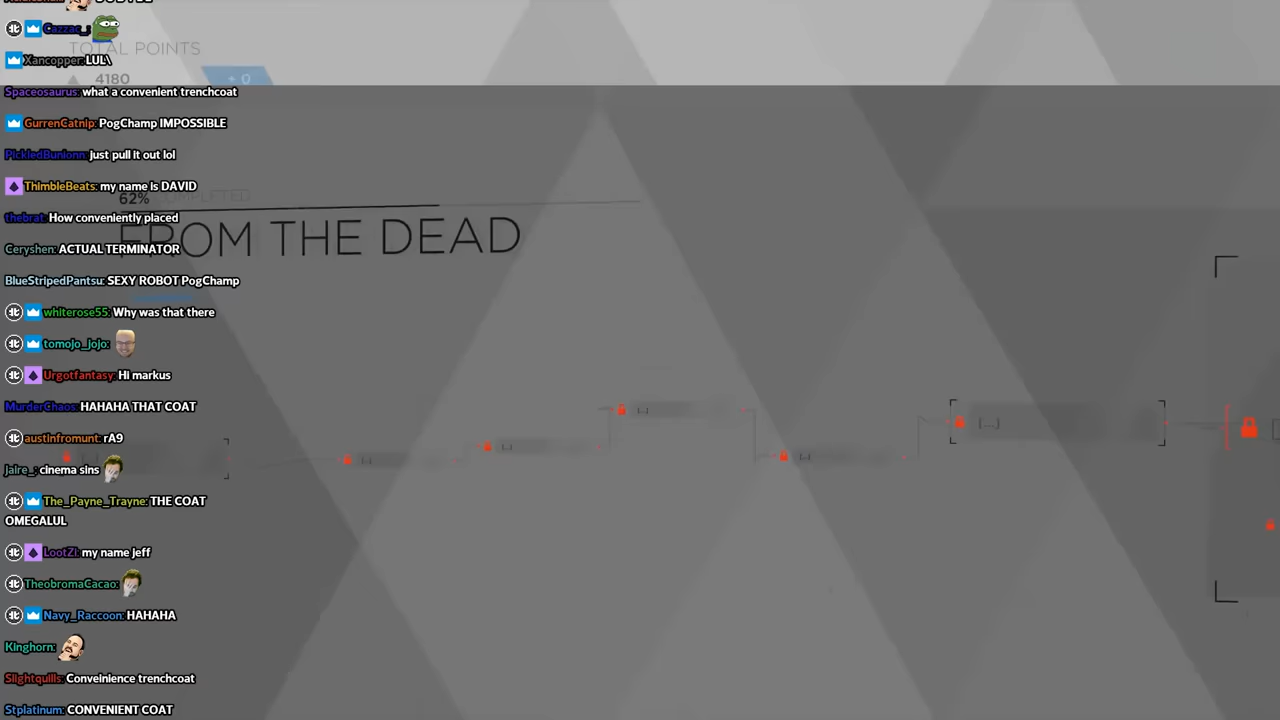 Cazzac_:
TOTAL POINTS
Xancopper: LUL\
4180
+ 0
Spaceosaurus: what a convenient trenchcoat
GurrenCatnip: PogChamp IMPOSSIBLE
PickledBunionn: just pull it out lol
ThimbleBeats: my name is DAVID
62% COMPLETED
thebrat: How conveniently placed
FROM THE DEAD
Ceryshen: ACTUAL TERMINATOR
BlueStripedPantsu: SEXY ROBOT PogChamp
whiterose55: Why was that there
tomojo_jojo:
Urgotfantasy: Hi markus
MurderChaos: HAHAHA THAT COAT
austinfromunt: rA9
Jaire_: cinema sins
The_Payne_Trayne: THE COAT
OMEGALUL
LootZi: my name jeff
TheobromaCacao:
Navy_Raccoon: HAHAHA
Kinghorn:
Slightquills: Conveinience trenchcoat
Stplatinum: CONVENIENT COAT